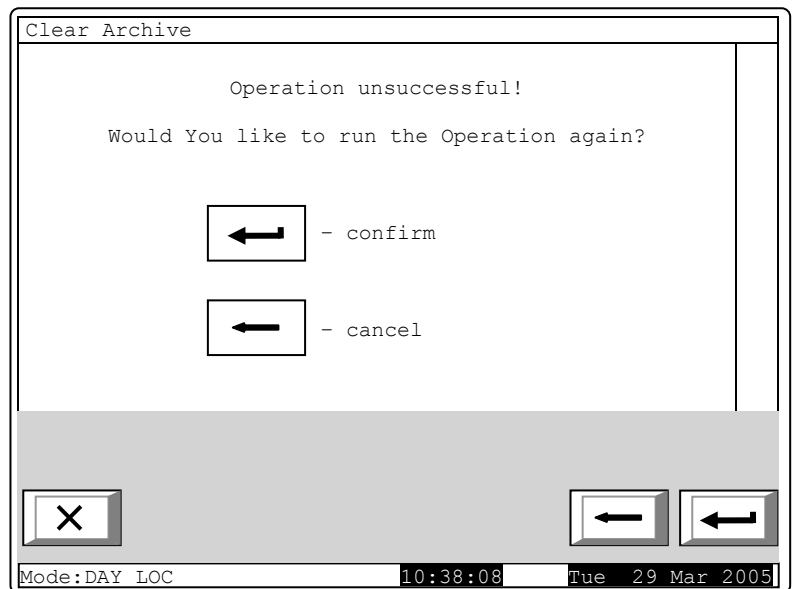 Clear Archive
Operation unsuccessful!
Would You like to run the Operation again?
- confirm
- cancel
Mode:DAY LOC 10:38:08 Tue 29 Mar 2005